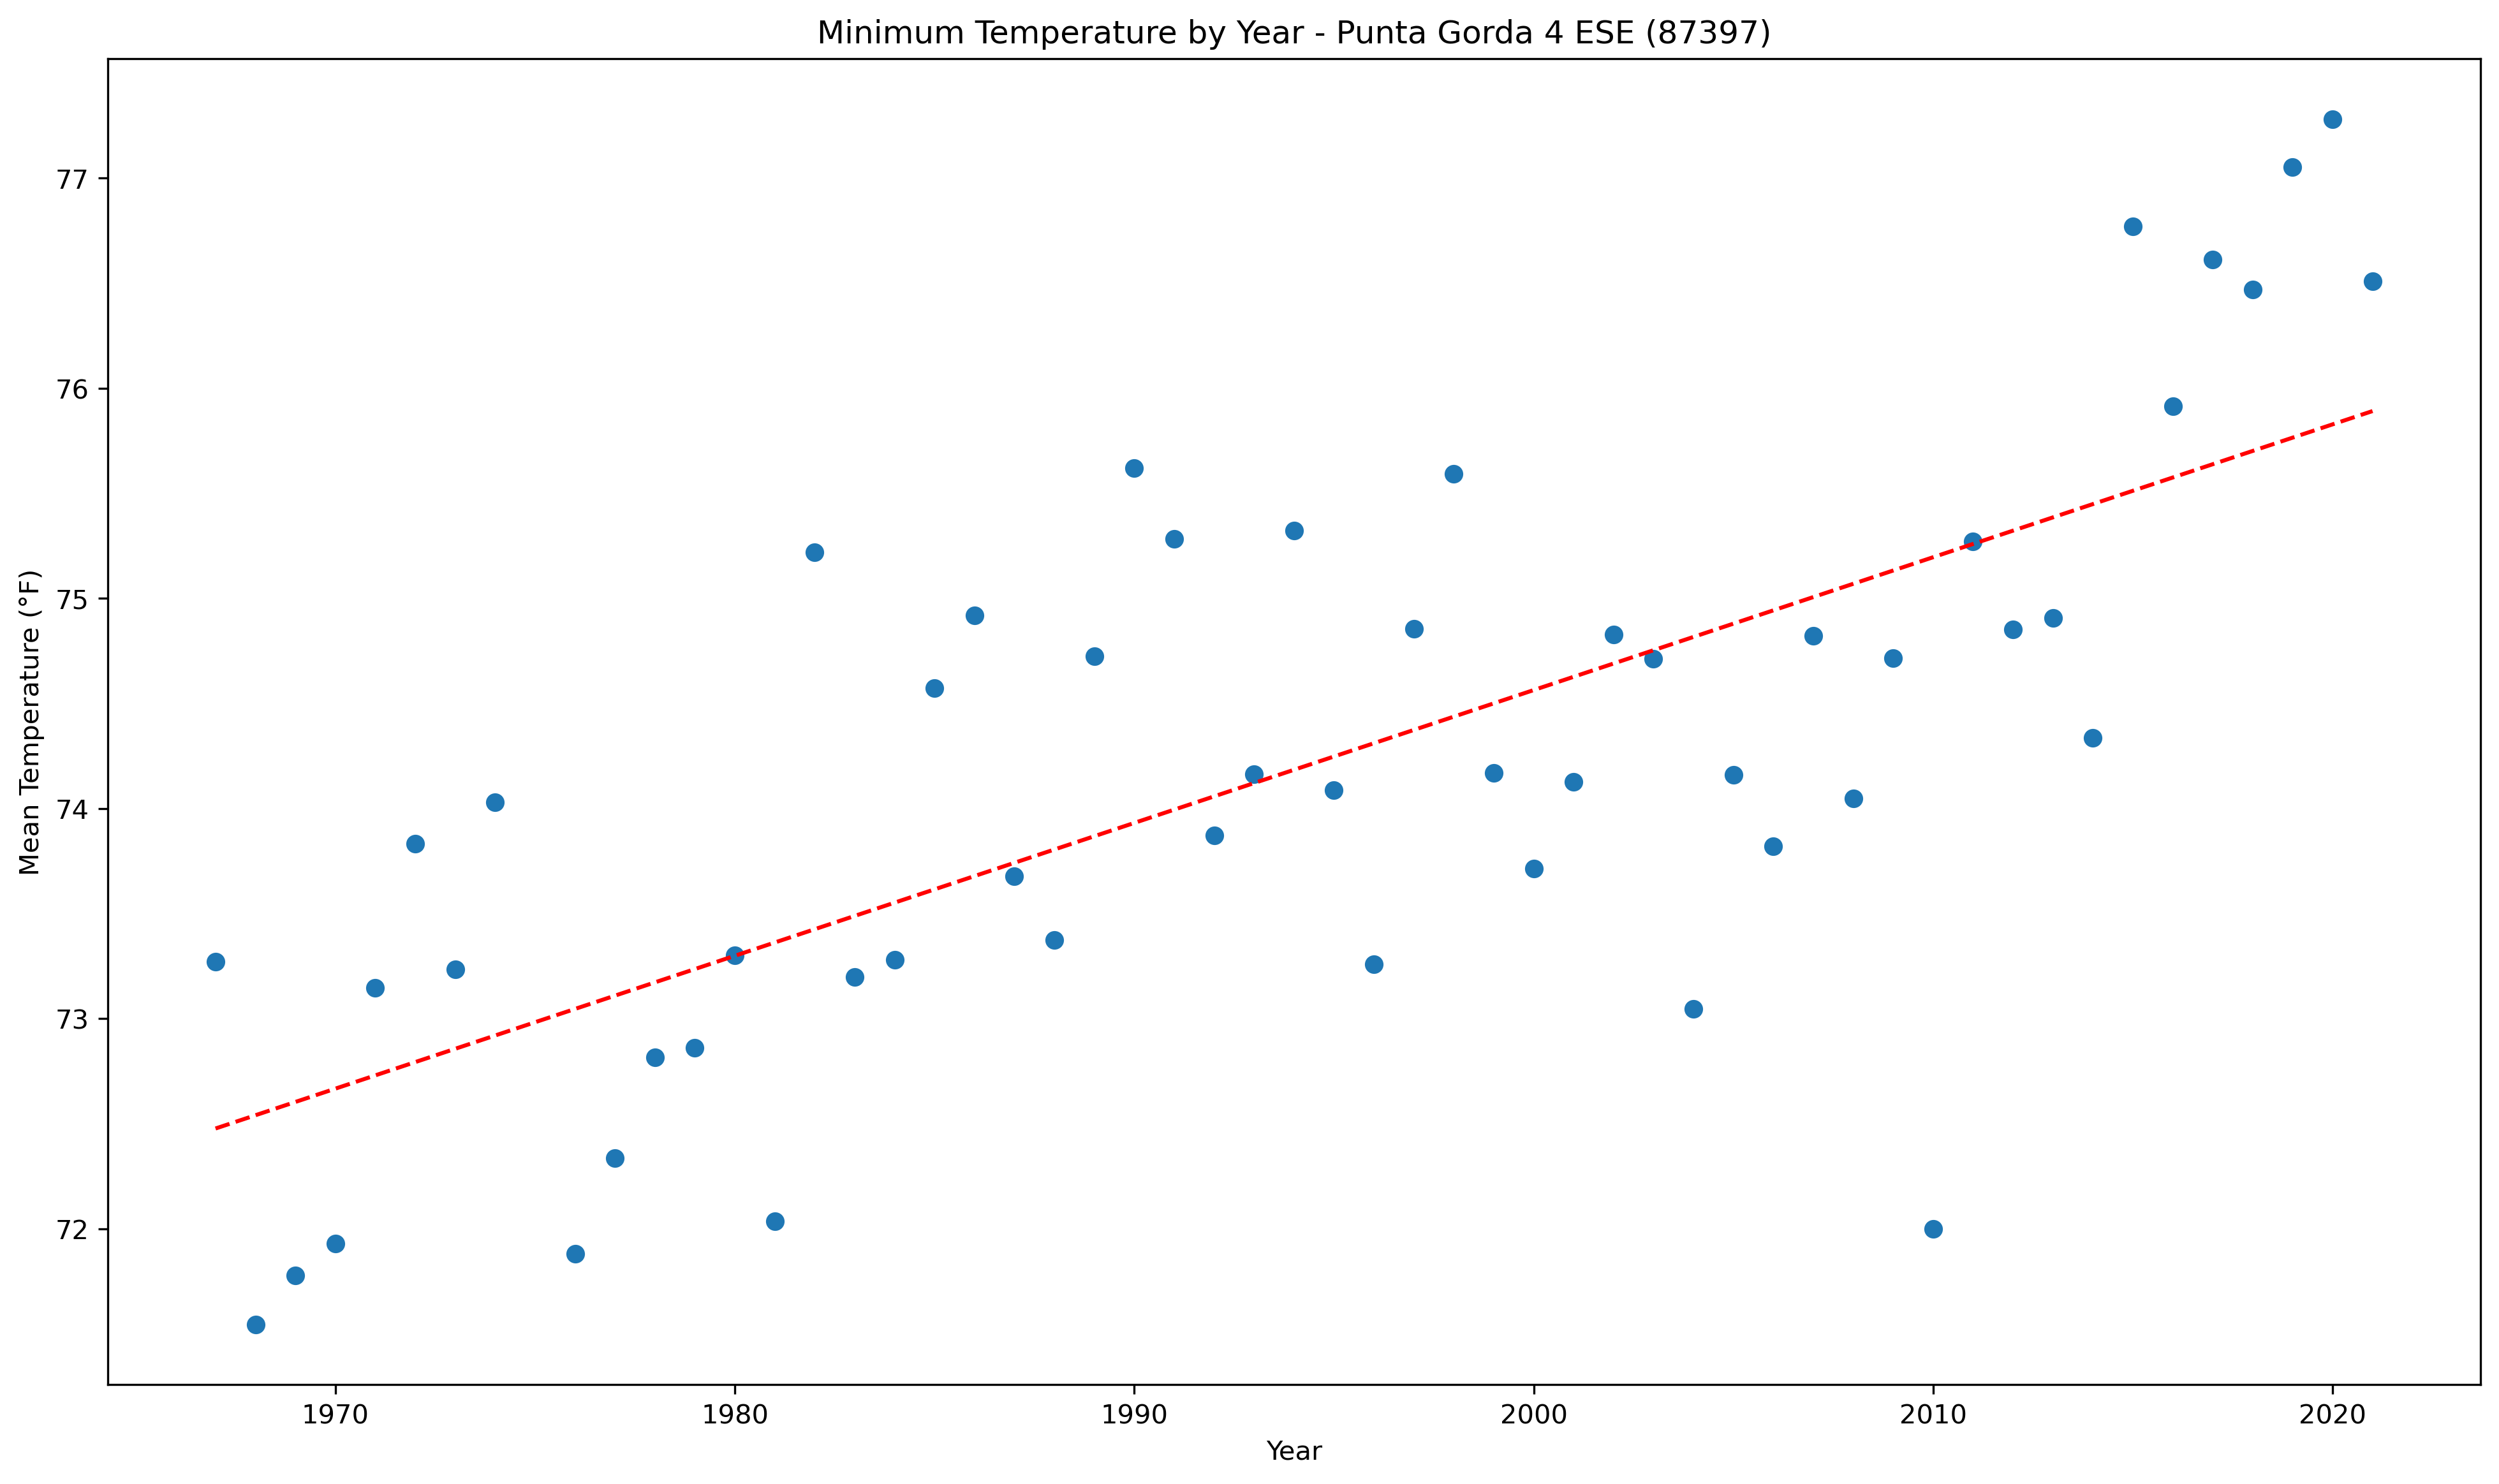 Minimum Temperature by Year - Punta Gorda 4 ESE (87397)
Mean Temperature (°F)
77
76
75
74
73
72
1970 1980 1990 2000 2010 2020
Year